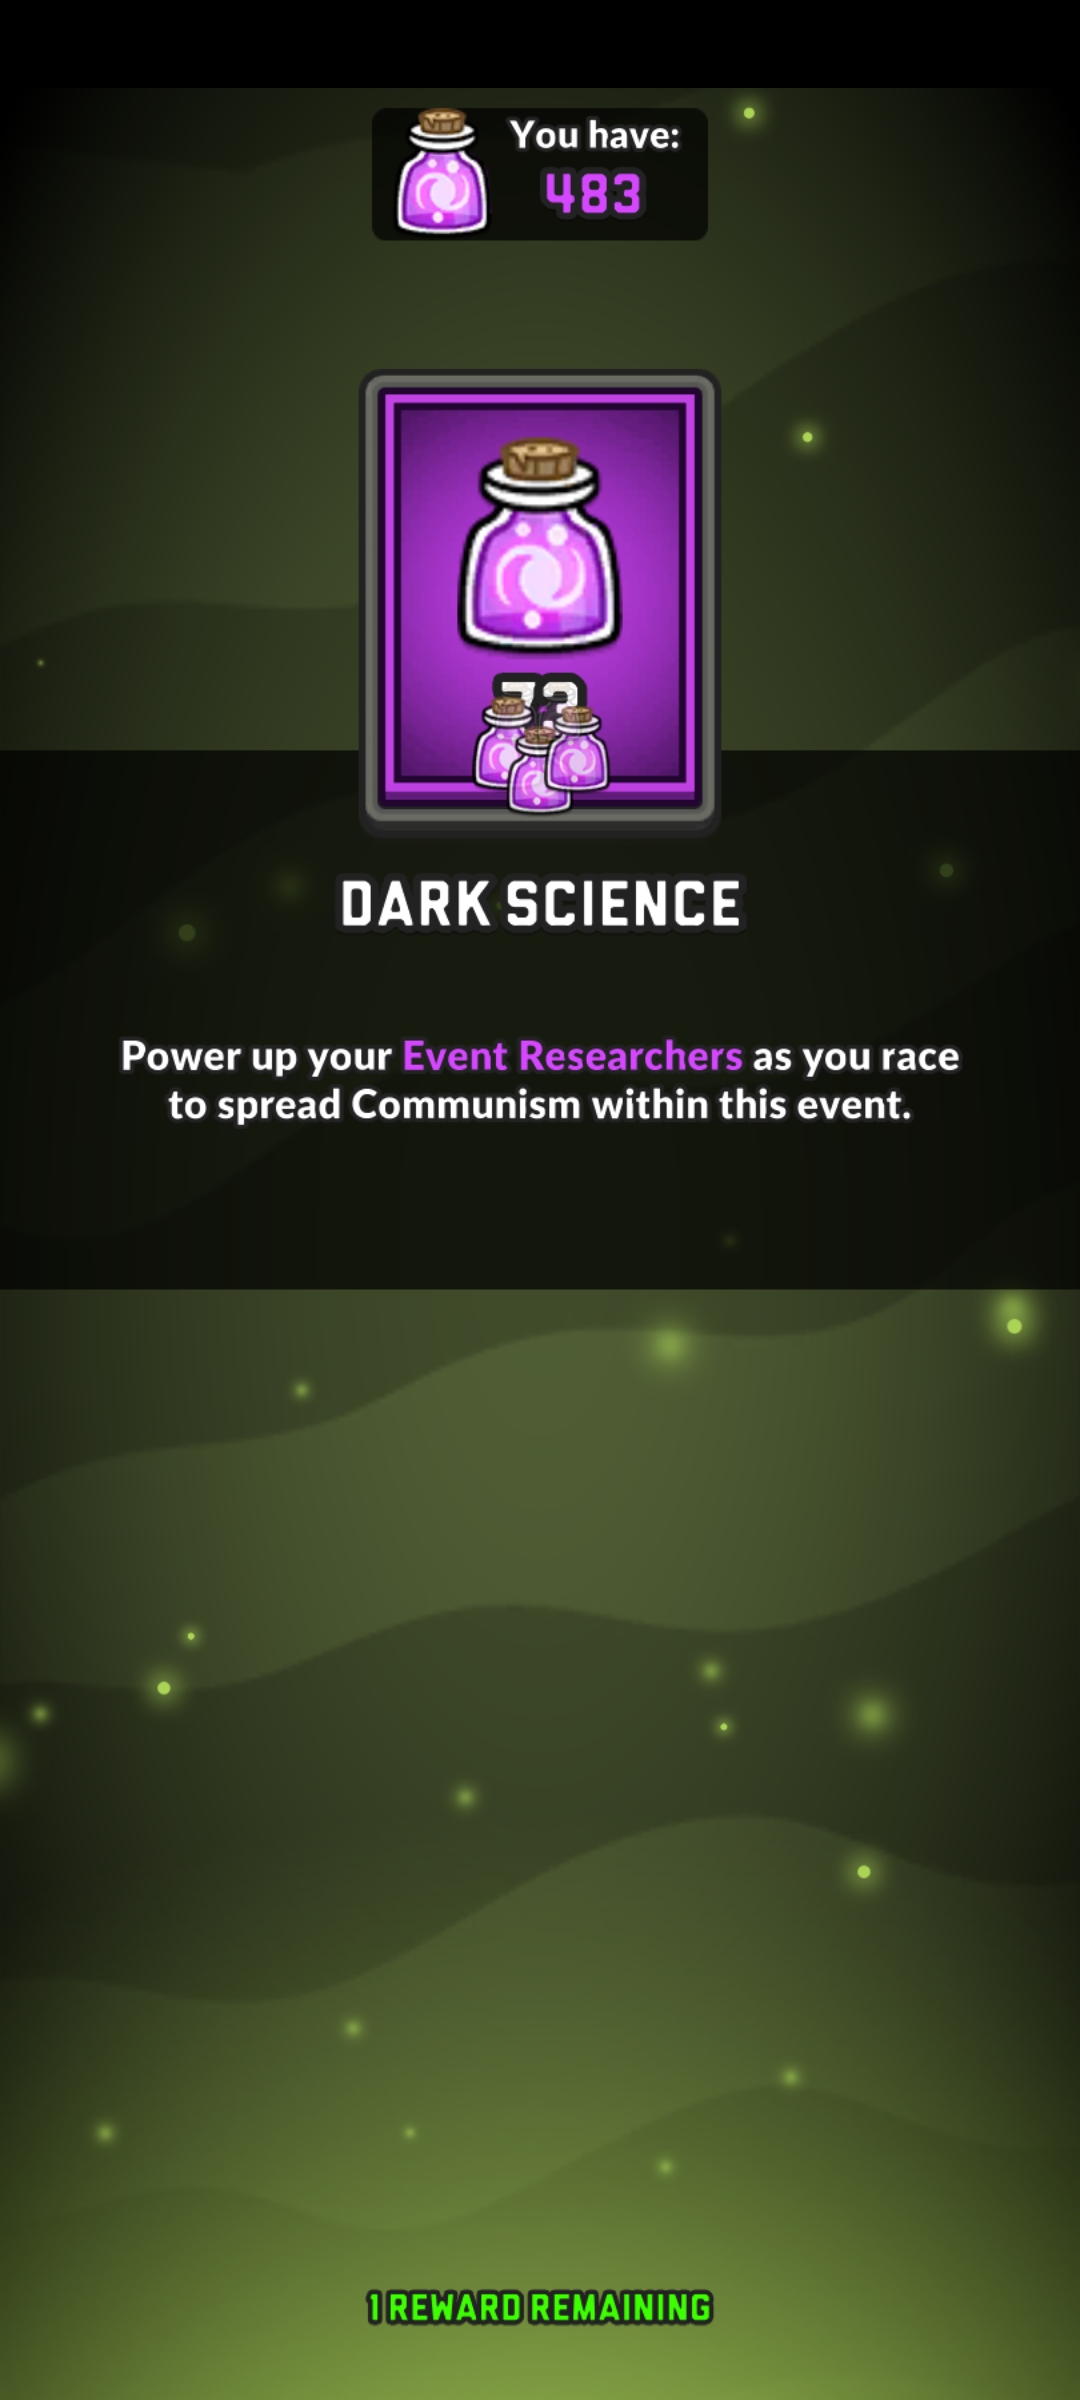 You have:
483
DARK SCIENCE
Power up your Event Researchers as you race
to spread Communism within this event.
1 REWARD REMAINING